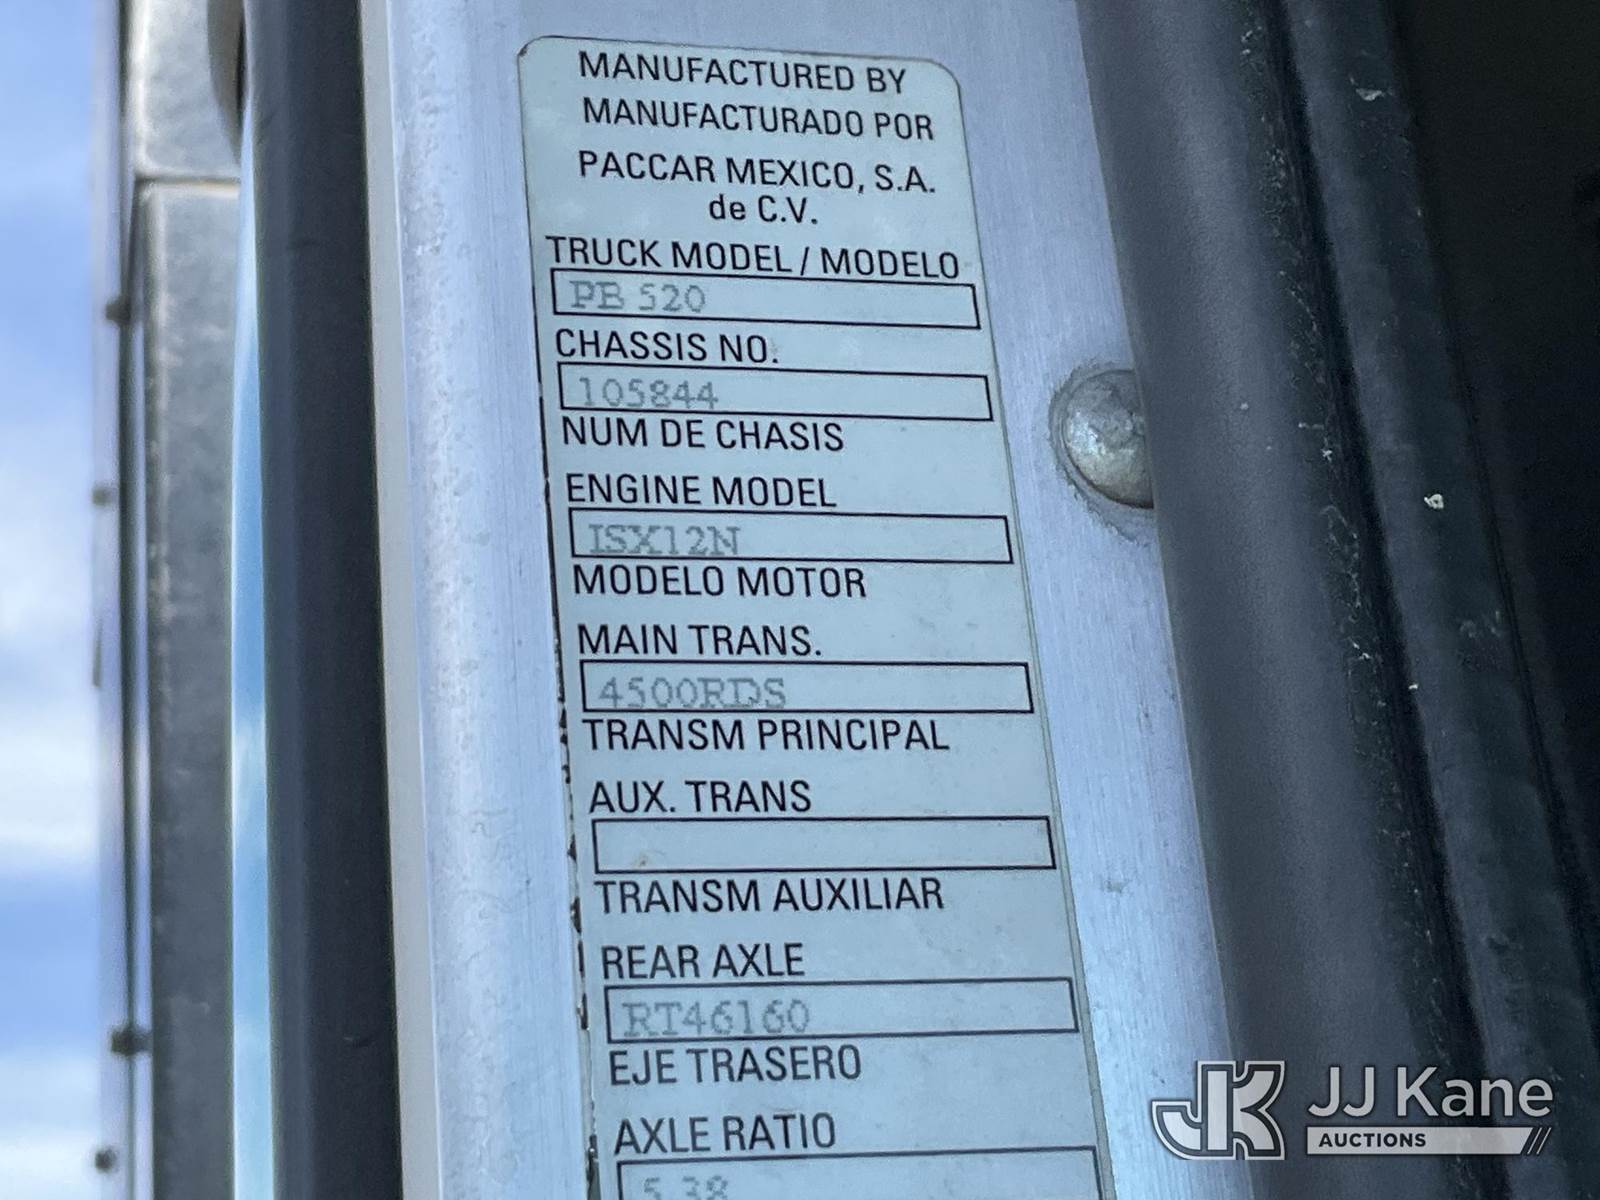 MANUFACTURED BY
MANUFACTURADO POR
PACCAR MEXICO, S.A.
de C.V.
TRUCK MODEL / MODELO
PB 520
CHASSIS NO.
105844
NUM DE CHASIS
ENGINE MODEL
ISX12N
MODELO MOTOR
MAIN TRANS.
4500RDS
TRANSM PRINCIPAL
AUX. TRANS
TRANSM AUXILIAR
REAR AXLE
RT46160
EJE TRASERO
AXLE RATIO
5.38
JK JJ Kane
AUCTIONS